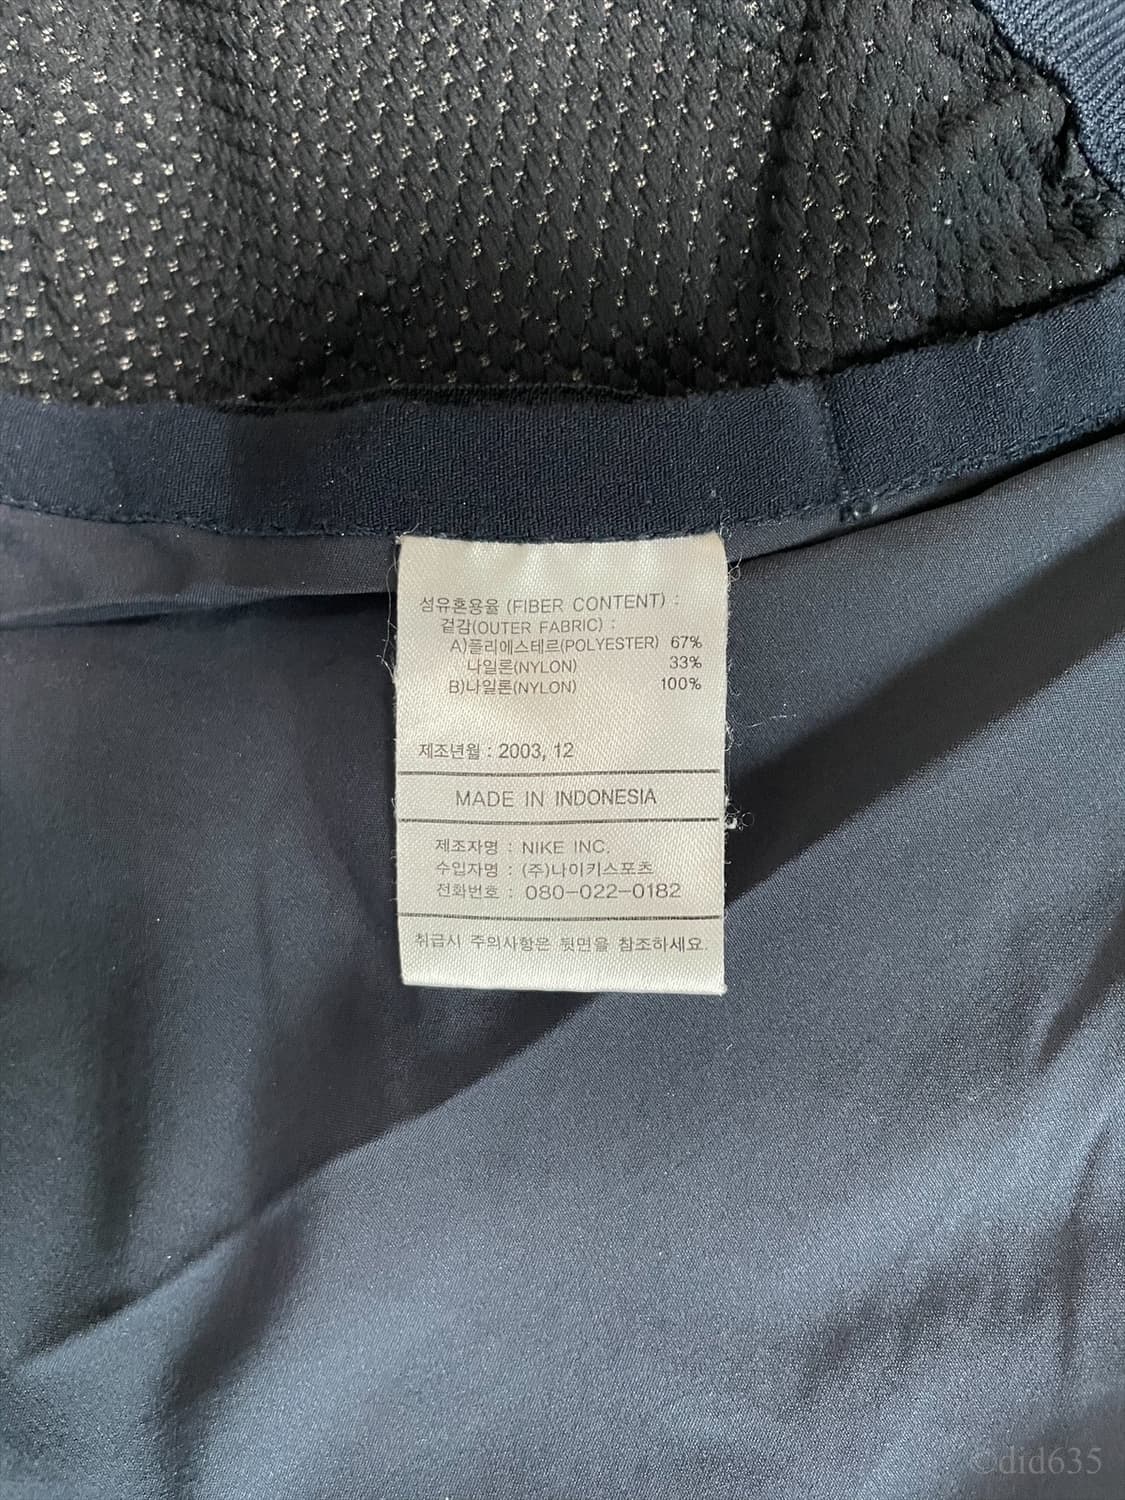 섬유혼용율 (FIBER CONTENT) :
겉감(OUTER FABRIC) :
A)폴리에스테르(POLYESTER) 67%
나일론(NYLON) 33%
B)나일론(NYLON) 100%
제조년월 : 2003, 12
MADE IN INDONESIA
제조자명 : NIKE INC.
수입자명 : (주)나이키스포츠
전화번호 : 080-022-0182
취급시 주의사항은 뒷면을 참조하세요.
©did635